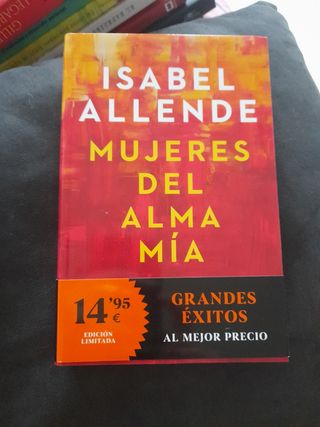 ISABEL
ALLENDE
MUJERES
DEL
ALMA
MÍA
14'95
€
EDICIÓN
LIMITADA
GRANDES
ÉXITOS
AL MEJOR PRECIO